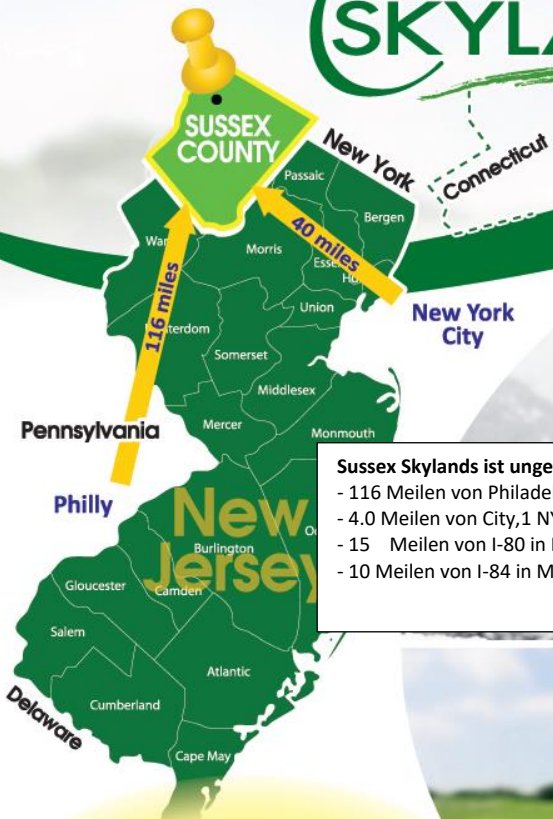 SKYLA
SUSSEX
COUNTY
New York
Connecticut
Passaic
Bergen
40 miles
Morris
116 miles
Union
New York
City
Somerset
Middlesex
Pennsylvania
Mercer
Monmouth
Philly
New
Jersey
Burlington
Gloucester
Camden
Salem
Atlantic
Delaware
Cumberland
Cape May
Sussex Skylands ist unge
- 116 Meilen von Philade
- 4.0 Meilen von City,1 NY
- 15 Meilen von I-80 in
- 10 Meilen von I-84 in M